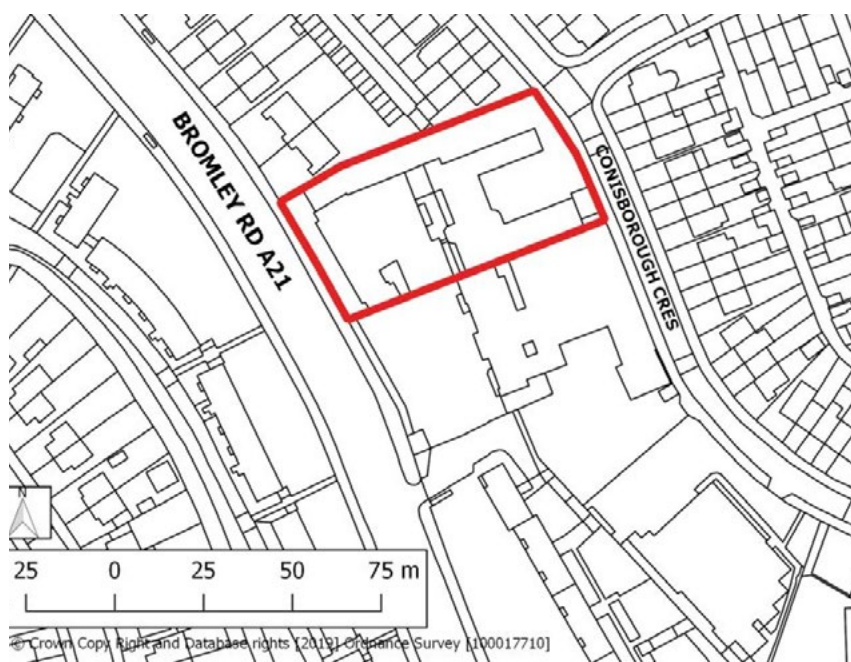 BROMLEY RD A21
CONISBOROUGH CRES
N
25 0 25 50 75 m
© Crown Copy Right and Database rights [2019] Ordnance Survey [100017710]